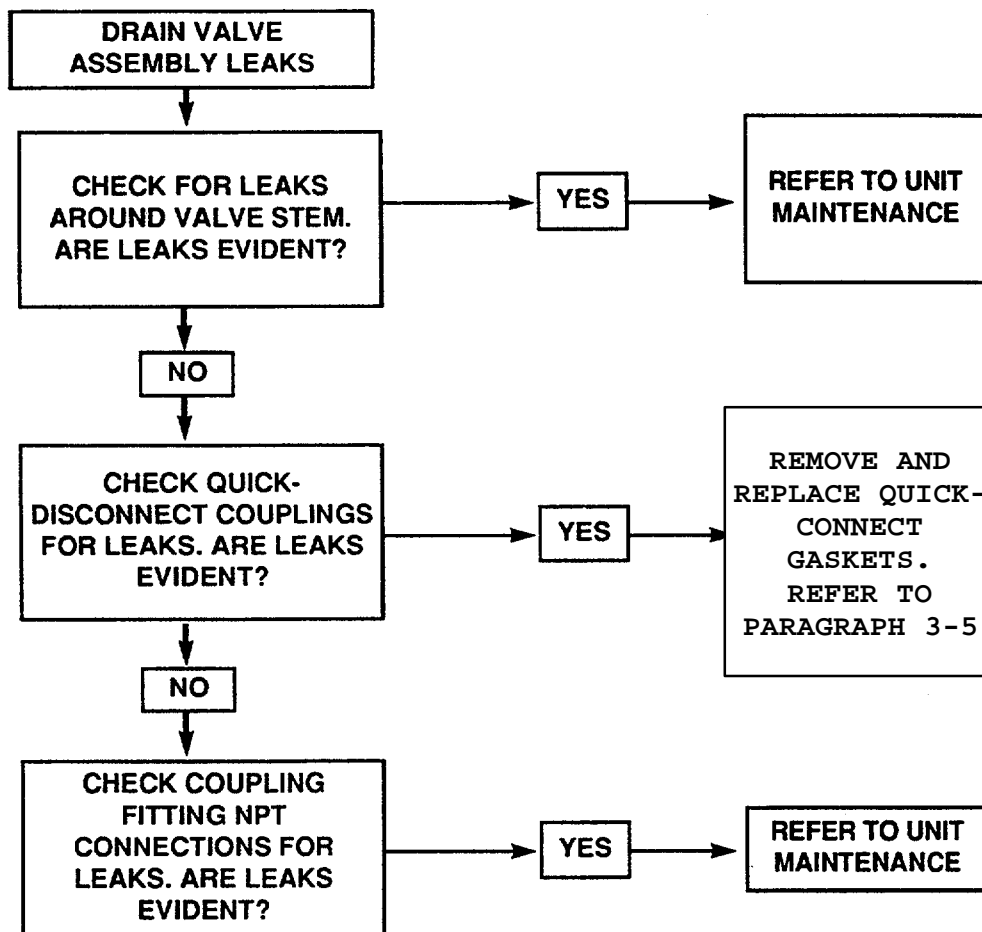 DRAIN VALVE
ASSEMBLY LEAKS
CHECK FOR LEAKS
AROUND VALVE STEM.
ARE LEAKS EVIDENT?
YES
REFER TO UNIT
MAINTENANCE
NO
CHECK QUICK-
DISCONNECT COUPLINGS
FOR LEAKS. ARE LEAKS
EVIDENT?
YES
REMOVE AND
REPLACE QUICK-
CONNECT
GASKETS.
REFER TO
PARAGRAPH 3-5
NO
CHECK COUPLING
FITTING NPT
CONNECTIONS FOR
LEAKS. ARE LEAKS
EVIDENT?
YES
REFER TO UNIT
MAINTENANCE